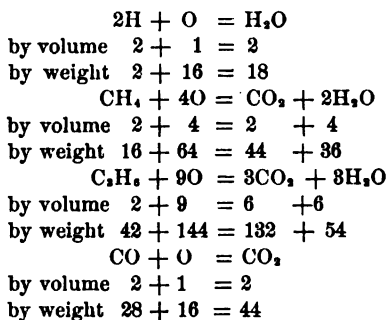 2H + O = H₂O
by volume 2 + 1 = 2
by weight 2 + 16 = 18
CH₄ + 4O = CO₂ + 2H₂O
by volume 2 + 4 = 2 + 4
by weight 16 + 64 = 44 + 36
C₃H₆ + 9O = 3CO₂ + 3H₂O
by volume 2 + 9 = 6 +6
by weight 42 + 144 = 132 + 54
CO + O = CO₂
by volume 2 + 1 = 2
by weight 28 + 16 = 44